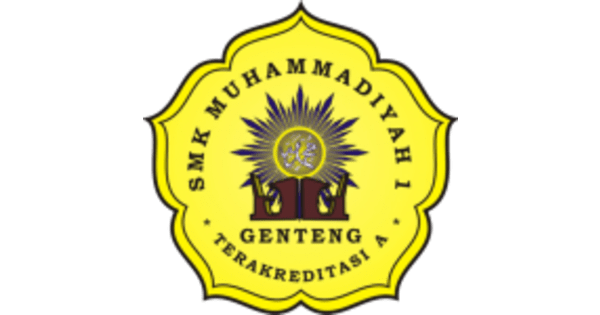 SMK MUHAMMADIYAH 1
GENTENG
* TERAKREDITASI A *